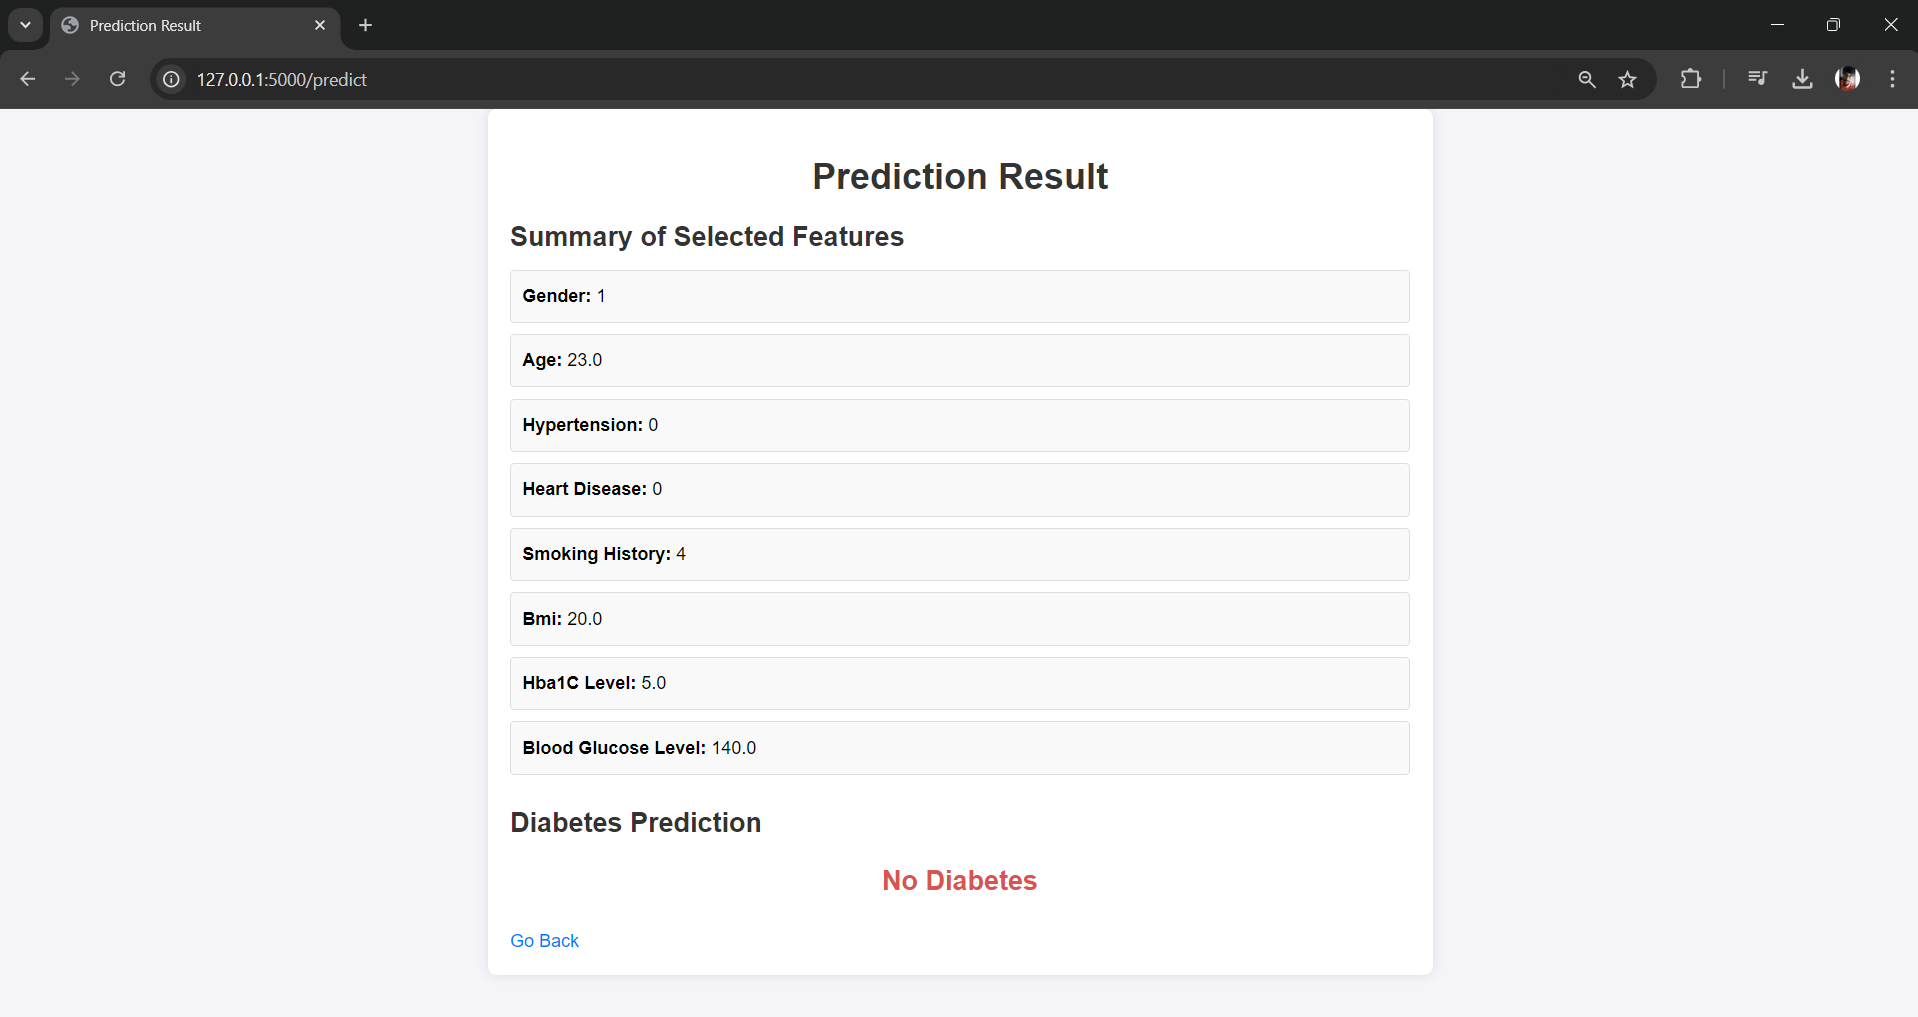 Prediction Result
127.0.0.1:5000/predict
Prediction Result
Summary of Selected Features
Gender: 1
Age: 23.0
Hypertension: 0
Heart Disease: 0
Smoking History: 4
Bmi: 20.0
Hba1C Level: 5.0
Blood Glucose Level: 140.0
Diabetes Prediction
No Diabetes
Go Back